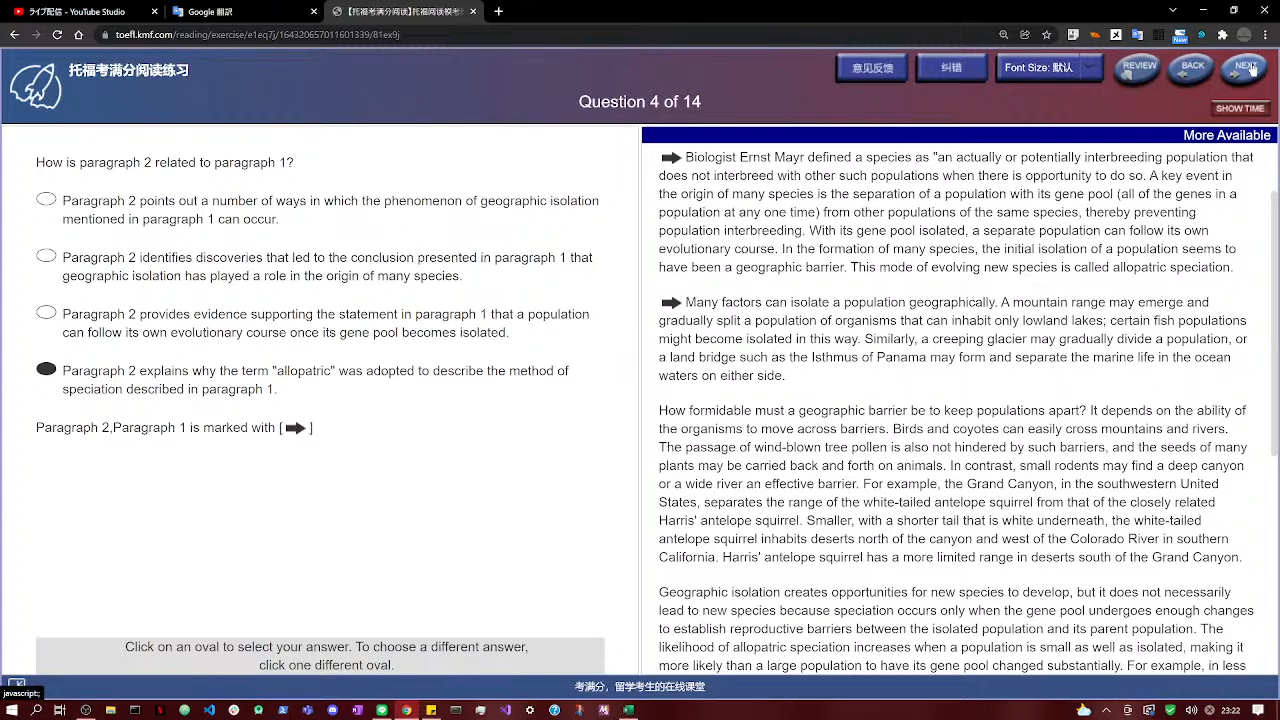 ライブ配信 - YouTube Studio
Google 翻訳
【托福考满分阅读】托福阅读模考
toefl.kmf.com/reading/exercise/e1eg7j/164320657011601339/81ex9j
托福考满分阅读练习
意见反馈
纠错
Font Size: 默认
REVIEW
BACK
NEXT
Question 4 of 14
SHOW TIME
More Available
How is paragraph 2 related to paragraph 1?
Paragraph 2 points out a number of ways in which the phenomenon of geographic isolation
mentioned in paragraph 1 can occur.
Paragraph 2 identifies discoveries that led to the conclusion presented in paragraph 1 that
geographic isolation has played a role in the origin of many species.
Paragraph 2 provides evidence supporting the statement in paragraph 1 that a population
can follow its own evolutionary course once its gene pool becomes isolated.
Paragraph 2 explains why the term "allopatric" was adopted to describe the method of
speciation described in paragraph 1.
Paragraph 2,Paragraph 1 is marked with [ ]
Click on an oval to select your answer. To choose a different answer,
click one different oval.
Biologist Ernst Mayr defined a species as "an actually or potentially interbreeding population that
does not interbreed with other such populations when there is opportunity to do so. A key event
in the origin of many species is the separation of a population with its gene pool (all of the genes in a
population at any one time) from other populations of the same species, thereby preventing
population interbreeding. With its gene pool isolated, a separate population can follow its own
evolutionary course. In the formation of many species, the initial isolation of a population seems to
have been a geographic barrier. This mode of evolving new species is called allopatric speciation.
Many factors can isolate a population geographically. A mountain range may emerge and
gradually split a population of organisms that can inhabit only lowland lakes; certain fish populations
might become isolated in this way. Similarly, a creeping glacier may gradually divide a population, or
a land bridge such as the Isthmus of Panama may form and separate the marine life in the ocean
waters on either side.
How formidable must a geographic barrier be to keep populations apart? It depends on the ability of
the organisms to move across barriers. Birds and coyotes can easily cross mountains and rivers.
The passage of wind-blown tree pollen is also not hindered by such barriers, and the seeds of many
plants may be carried back and forth on animals. In contrast, small rodents may find a deep canyon
or a wide river an effective barrier. For example, the Grand Canyon, in the southwestern United
States, separates the range of the white-tailed antelope squirrel from that of the closely related
Harris' antelope squirrel. Smaller, with a shorter tail that is white underneath, the white-tailed
antelope squirrel inhabits deserts north of the canyon and west of the Colorado River in southern
California. Harris' antelope squirrel has a more limited range in deserts south of the Grand Canyon.
Geographic isolation creates opportunities for new species to develop, but it does not necessarily
lead to new species because speciation occurs only when the gene pool undergoes enough changes
to establish reproductive barriers between the isolated population and its parent population. The
likelihood of allopatric speciation increases when a population is small as well as isolated, making it
more likely than a large population to have its gene pool changed substantially. For example, in less
考满分，留学考生的在线课堂
javascript:;
23:22